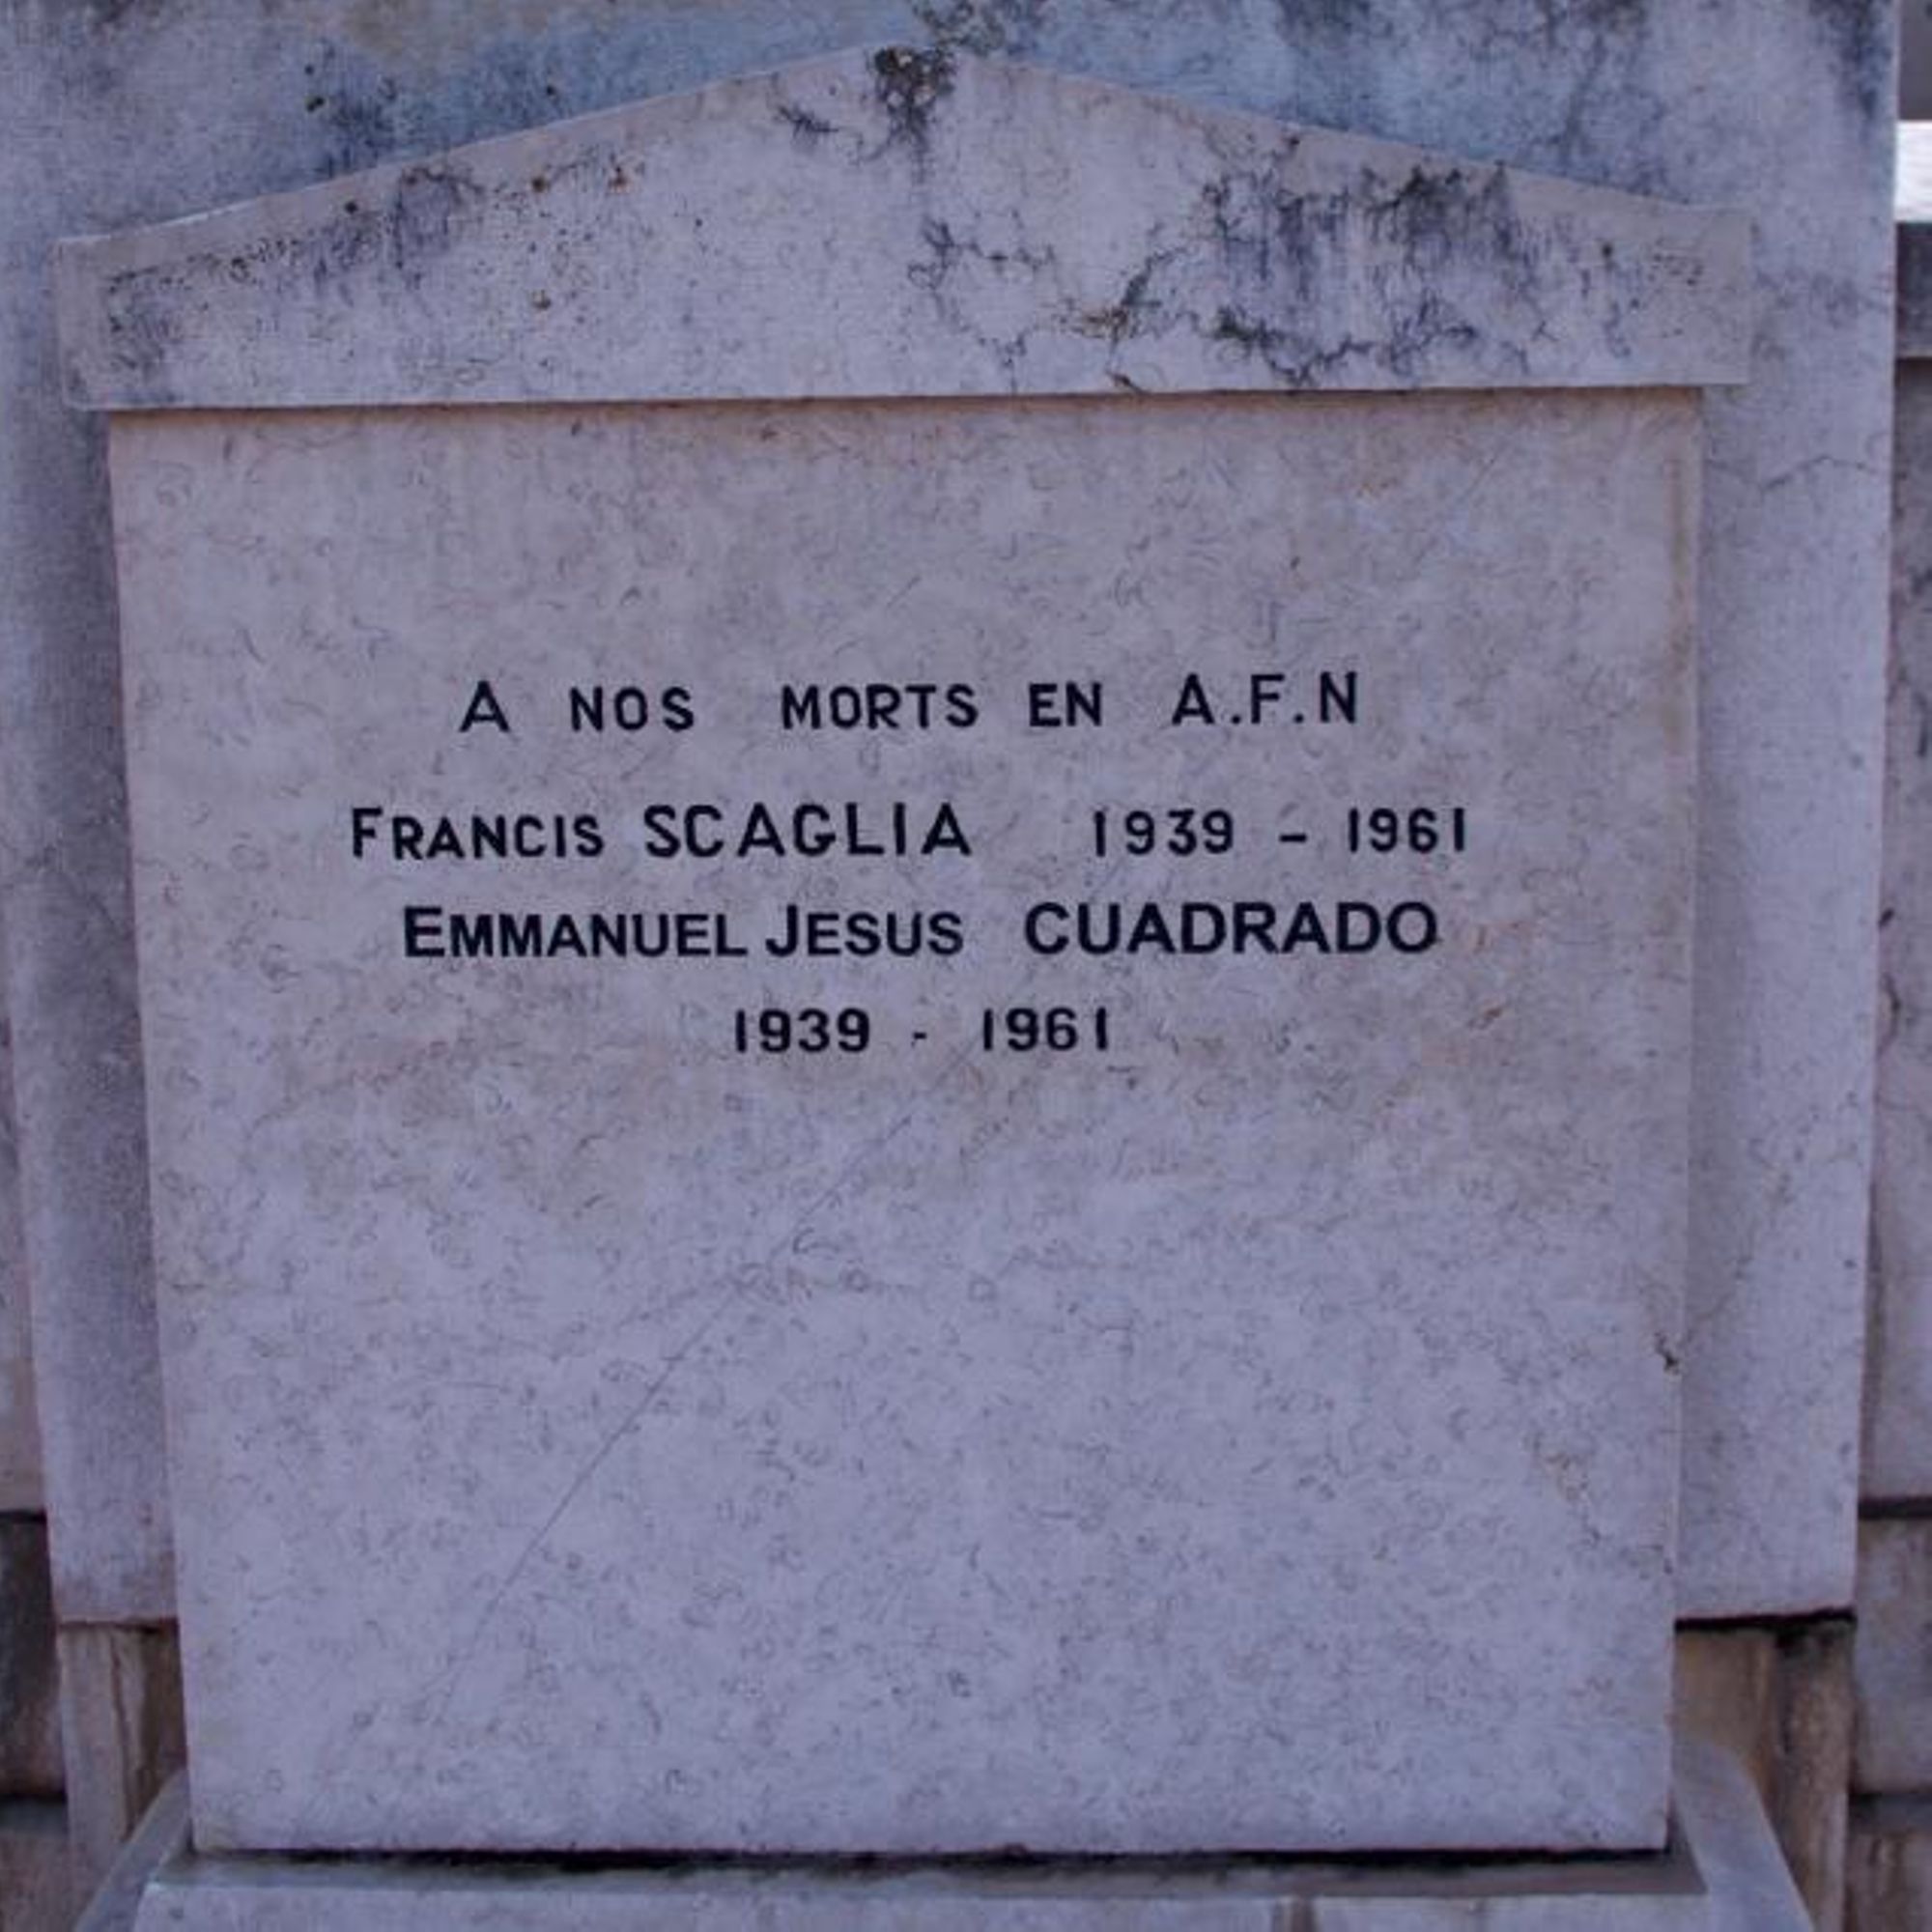 A NOS MORTS EN A.F.N
FRANCIS SCAGLIA 1939 – 1961
EMMANUEL JESUS CUADRADO
1939 - 1961